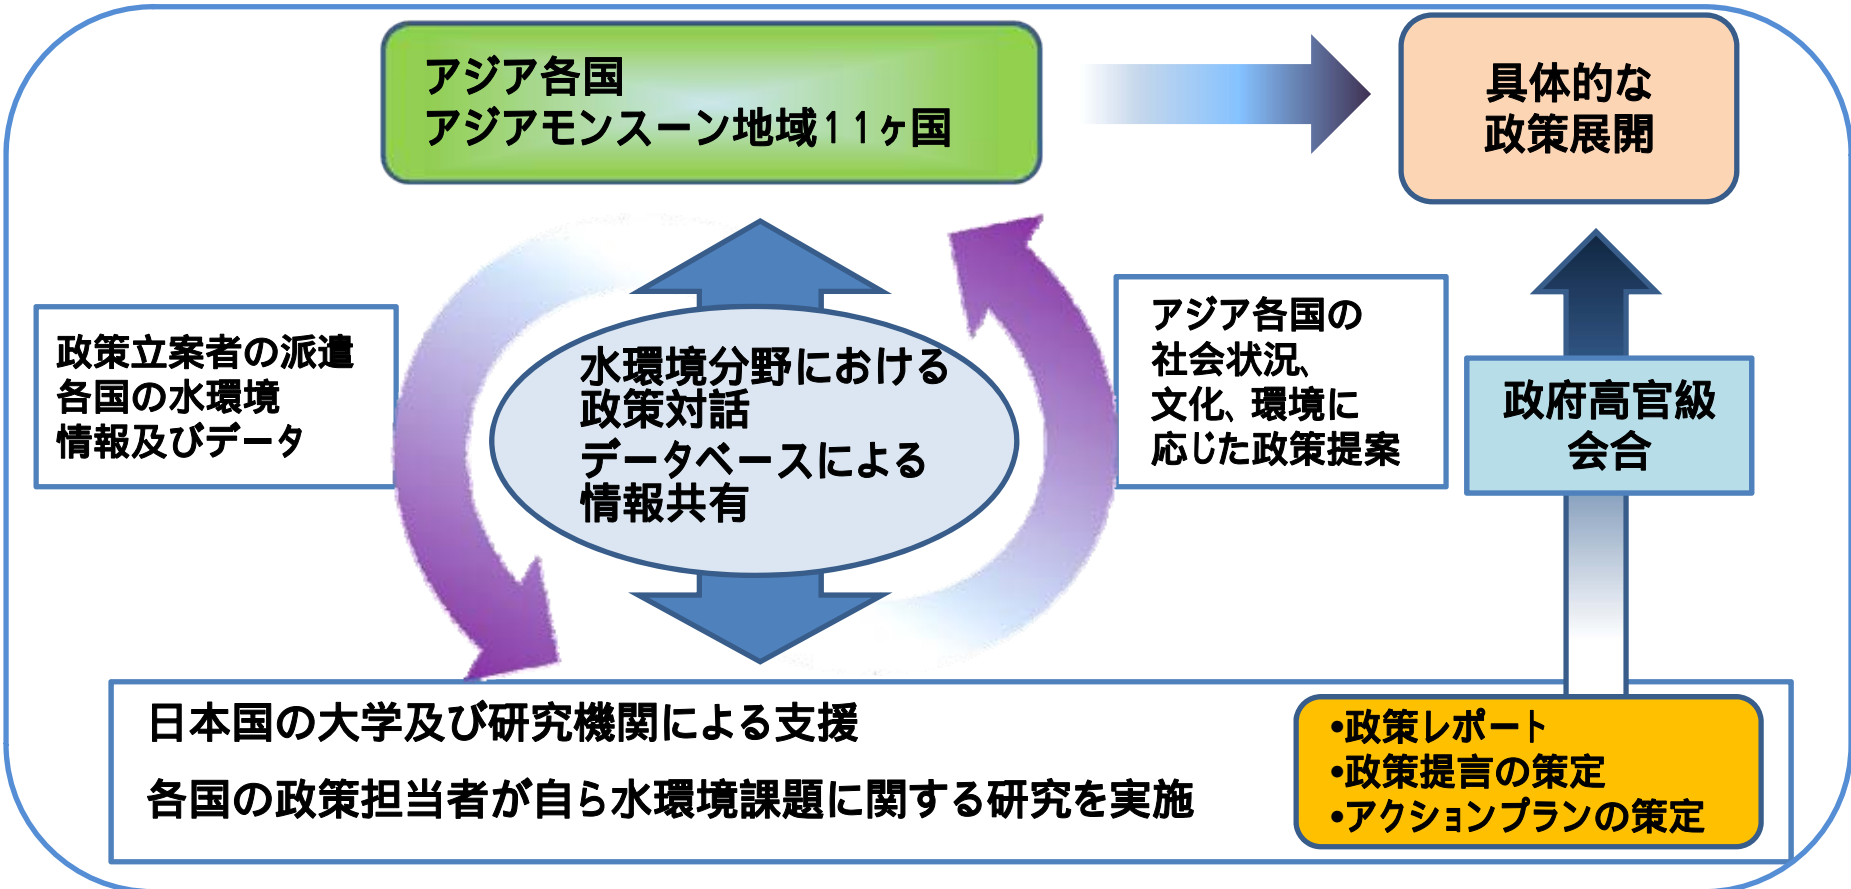 アジア各国
アジアモンスーン地域11ヶ国
具体的な
政策展開
政策立案者の派遣
各国の水環境
情報及びデータ
水環境分野における
政策対話
データベースによる
情報共有
アジア各国の
社会状況、
文化、環境に
応じた政策提案
政府高官級
会合
日本国の大学及び研究機関による支援
各国の政策担当者が自ら水環境課題に関する研究を実施
•政策レポート
•政策提言の策定
•アクションプランの策定